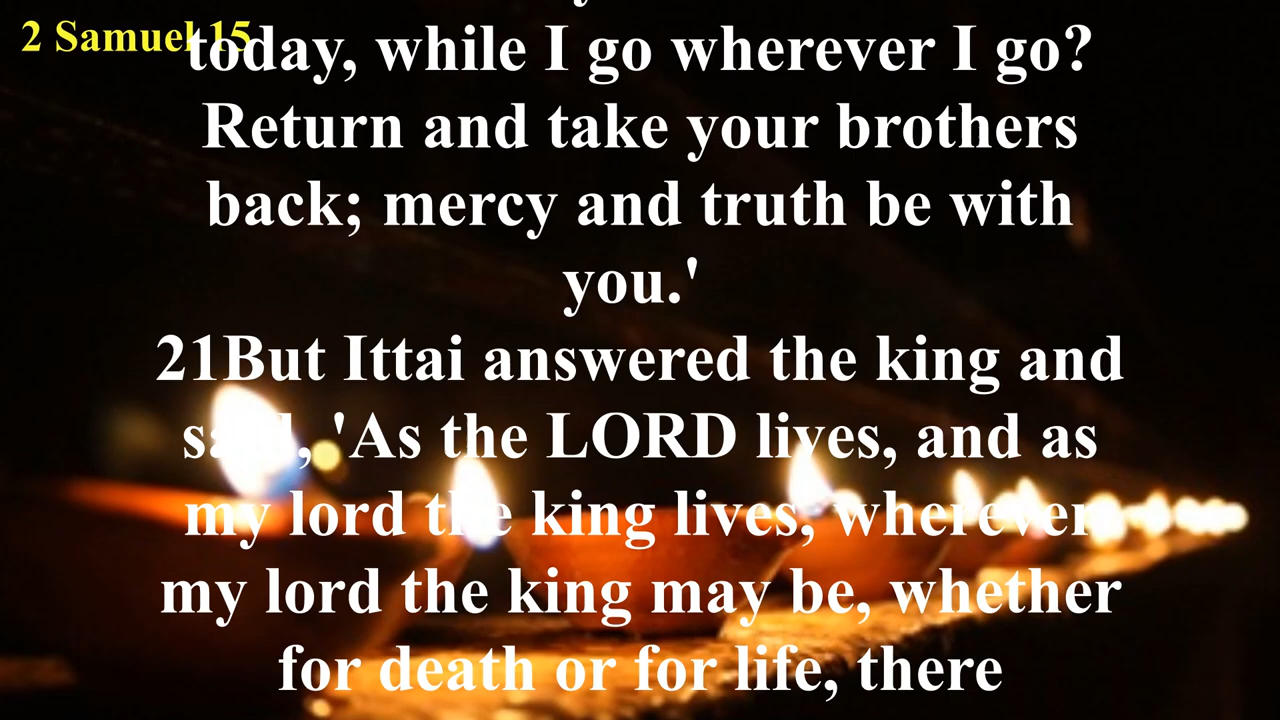 2 Samuel 15
today, while I go wherever I go?
Return and take your brothers
back; mercy and truth be with
you.'
21But Ittai answered the king and
said, 'As the LORD lives, and as
my lord the king lives, wherever
my lord the king may be, whether
for death or for life, there